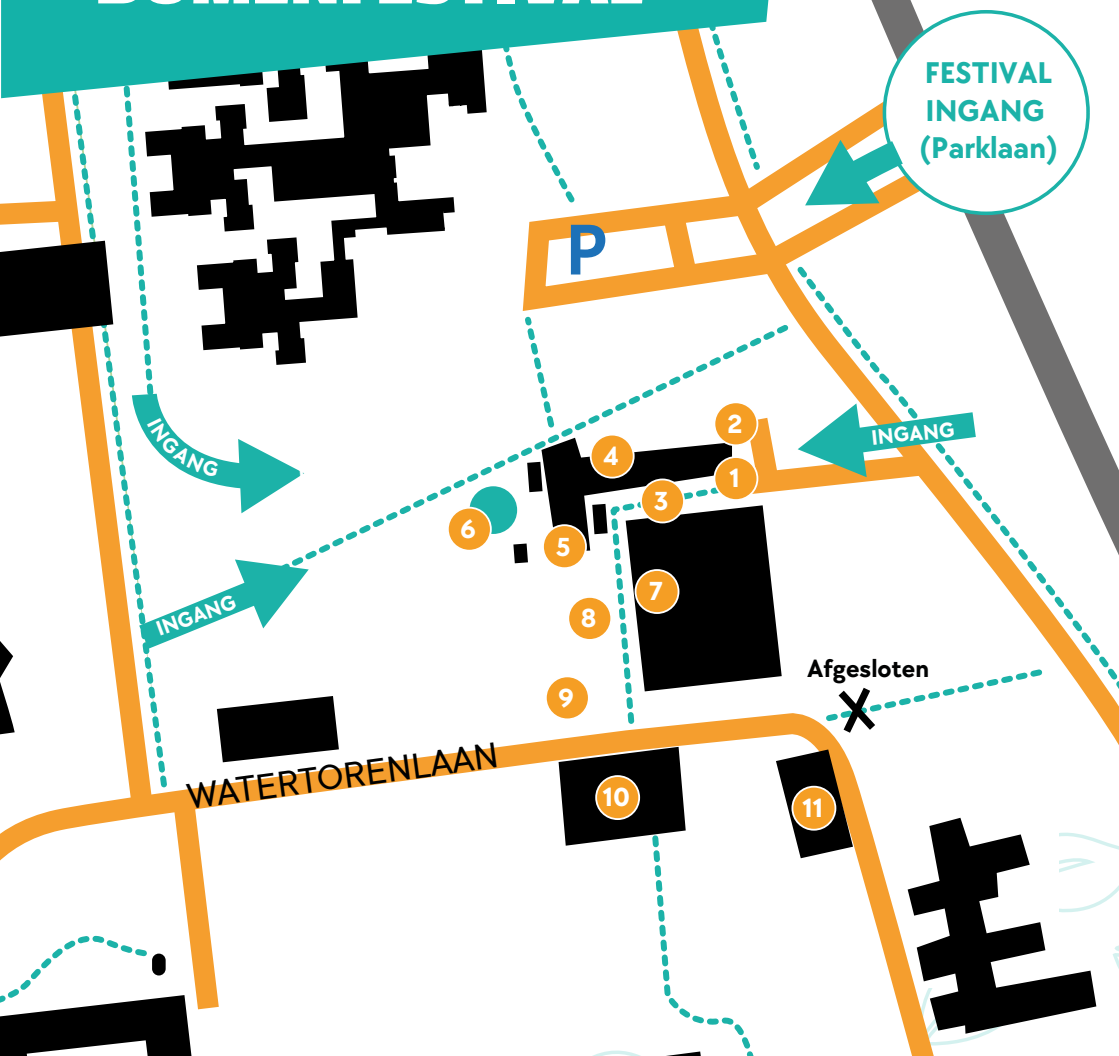 FESTIVAL
INGANG
(Parklaan)
P
INGANG
2
INGANG
4
1
3
6
5
7
INGANG
8
Afgesloten
9
WATERTORENLAAN
10
11